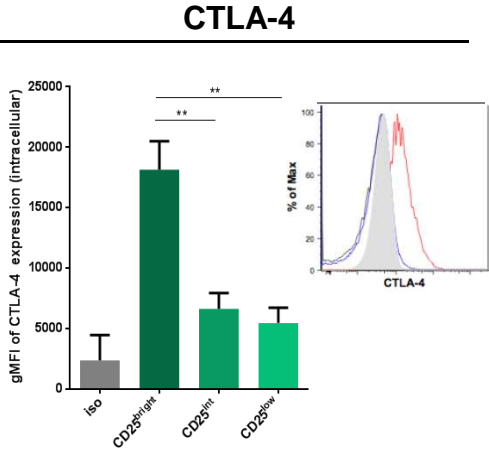 CTLA-4
gMFI of CTLA-4 expression (intracellular)
25000
20000
15000
10000
5000
0
**
**
iso
CD25bright
CD25int
CD25low
% of Max
100
80
60
40
20
0
CTLA-4